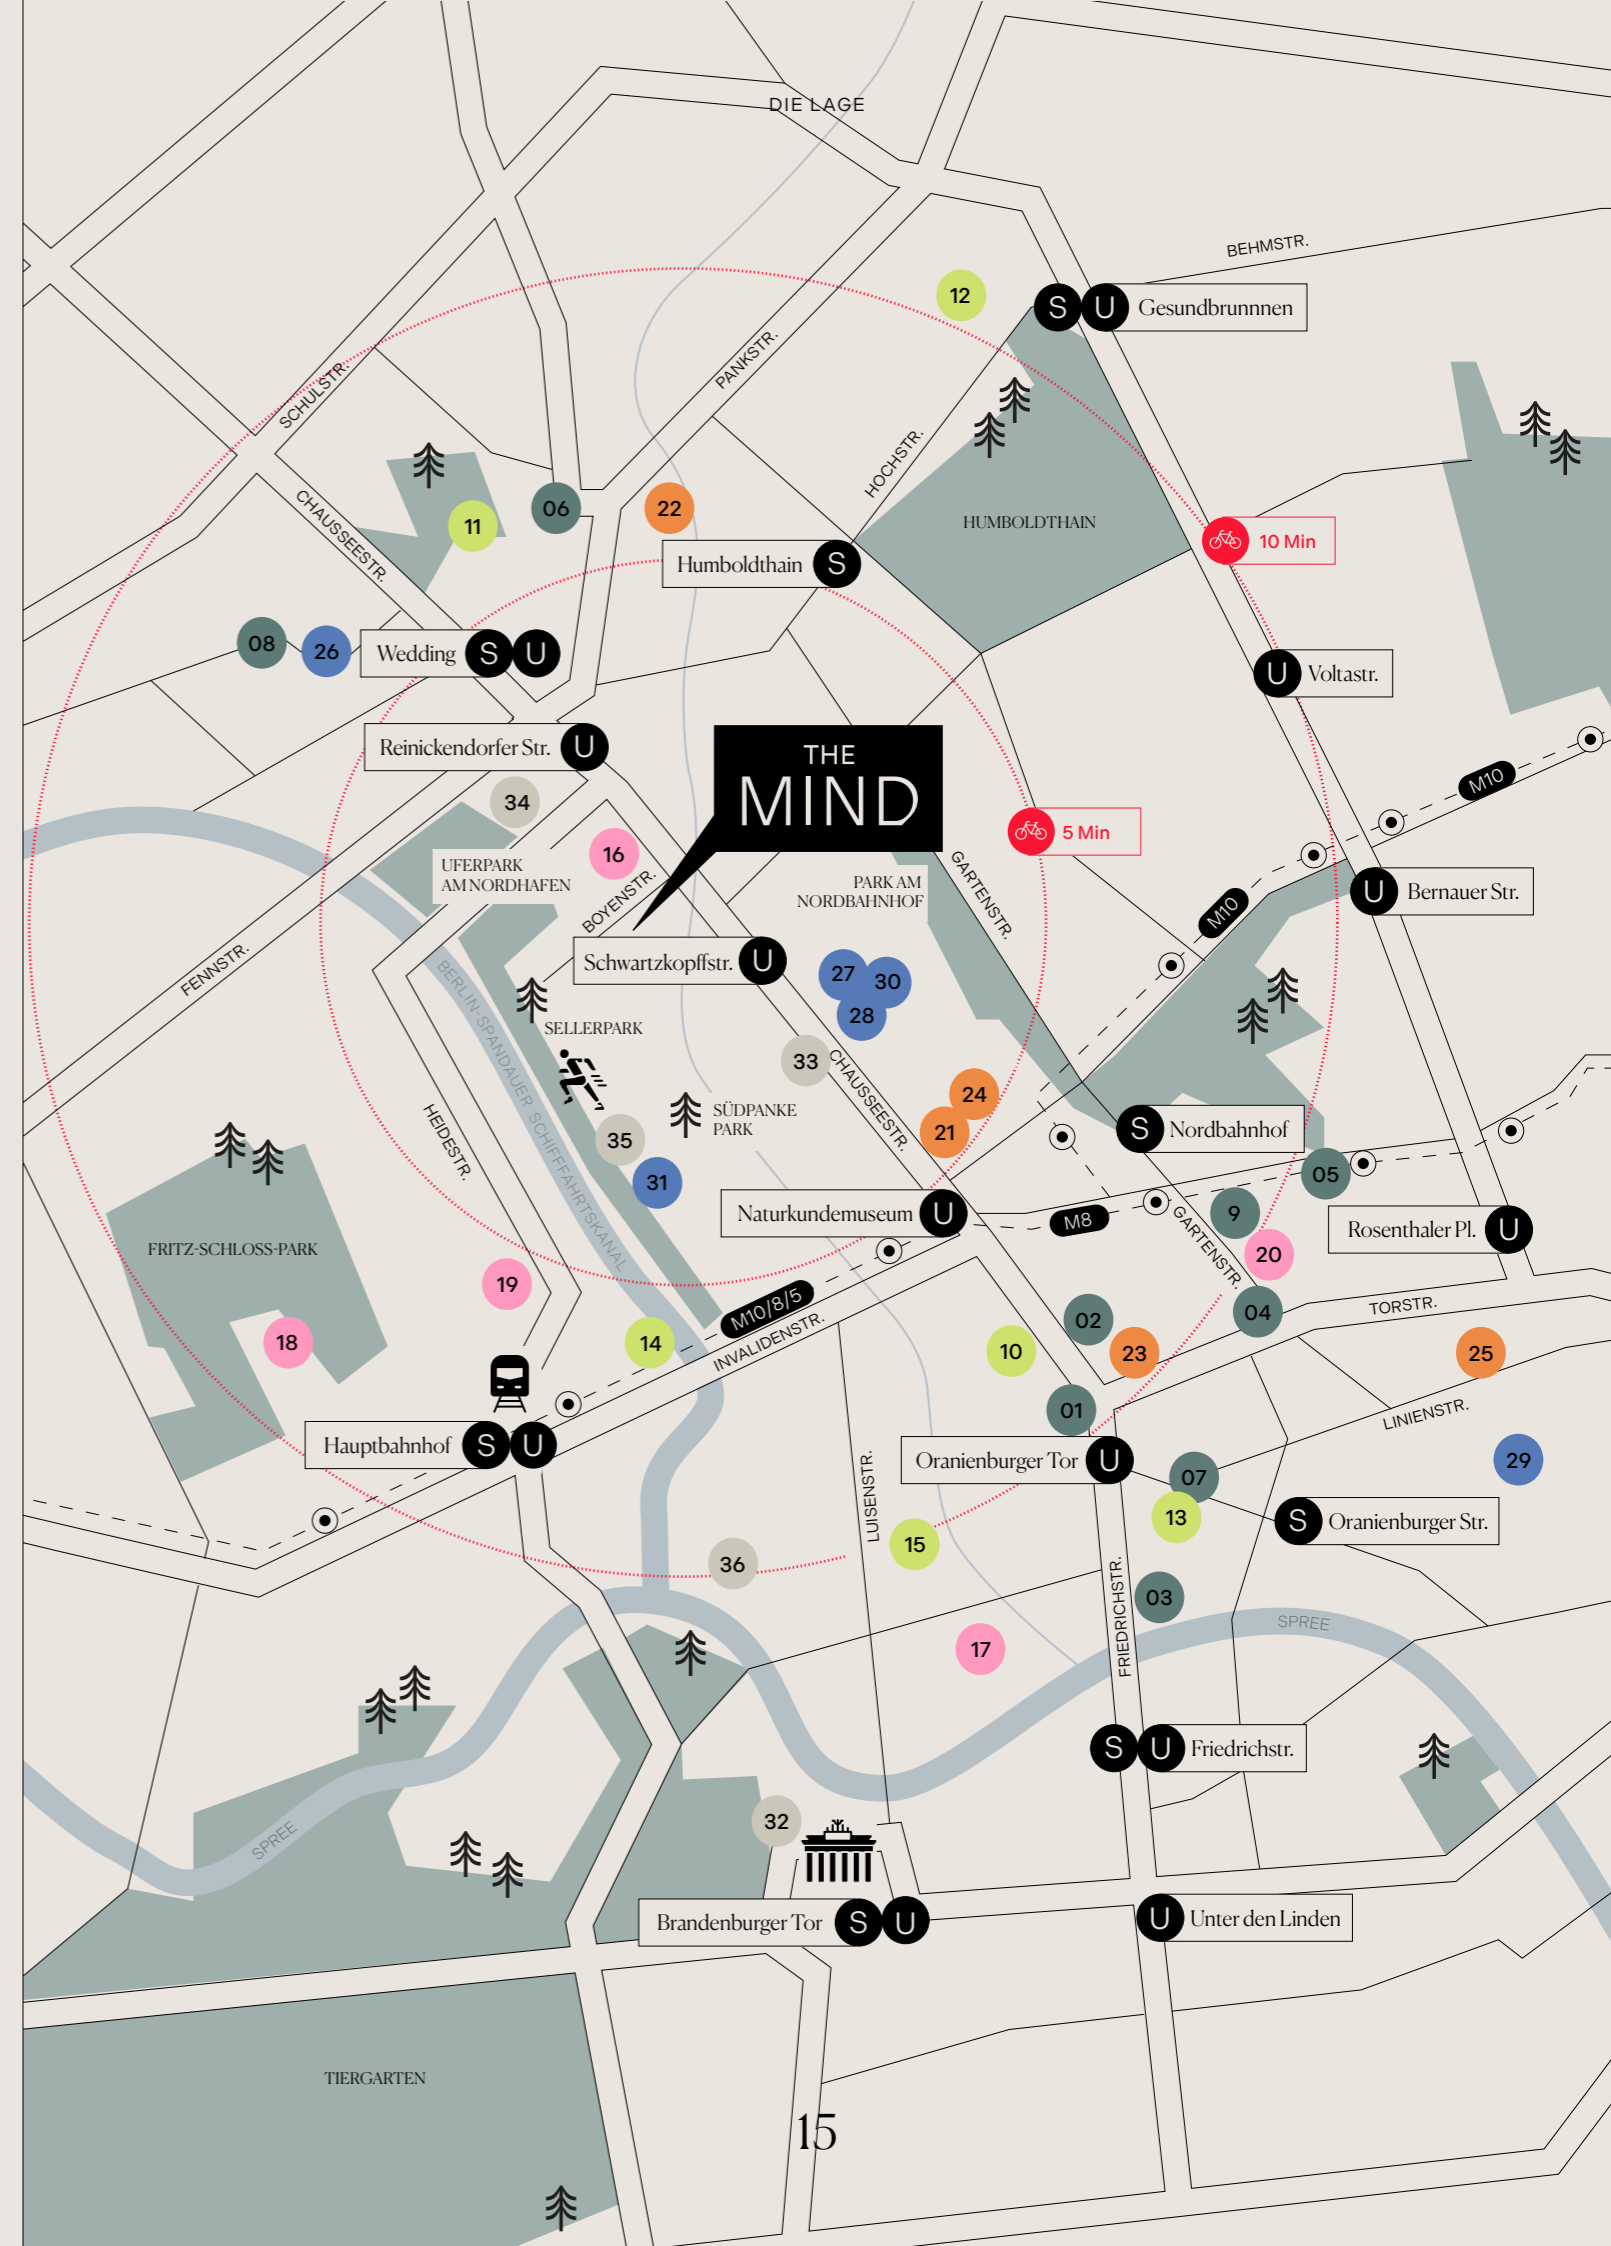 DIE LAGE
BEHMSTR.
12
S U Gesundbrunnnen
SCHULSTR.
PANKSTR.
HOCHSTR.
CHAUSSEESTR.
11
06
22
HUMBOLDTHAIN
10 Min
Humboldthain S
08
26
Wedding S U
U Voltastr.
Reinickendorfer Str. U
THE
MIND
M10
34
5 Min
16
UFERPARK
AM NORDHAFEN
BOYENSTR.
PARK AM
NORDBAHNHOF
GARTENSTR.
U Bernauer Str.
M10
FENNSTR.
Schwartzkopffstr. U
27
30
28
BERLIN-SPANDAUER SCHIFFFAHRTSKANAL
SELLERPARK
33
CHAUSSEESTR.
24
21
HEIDESTR.
SÜDPANKE
PARK
35
31
S Nordbahnhof
05
FRITZ-SCHLOSS-PARK
Naturkundemuseum U
M8
GARTENSTR.
9
20
Rosenthaler Pl. U
19
18
14
M10/8/5
INVALIDENSTR.
10
02
23
04
TORSTR.
25
01
LINIENSTR.
Hauptbahnhof S U
LUISENSTR.
Oranienburger Tor U
07
29
13
S Oranienburger Str.
15
36
FRIEDRICHSTR.
03
SPREE
17
S U Friedrichstr.
32
SPREE
Brandenburger Tor S U
U Unter den Linden
TIERGARTEN
15